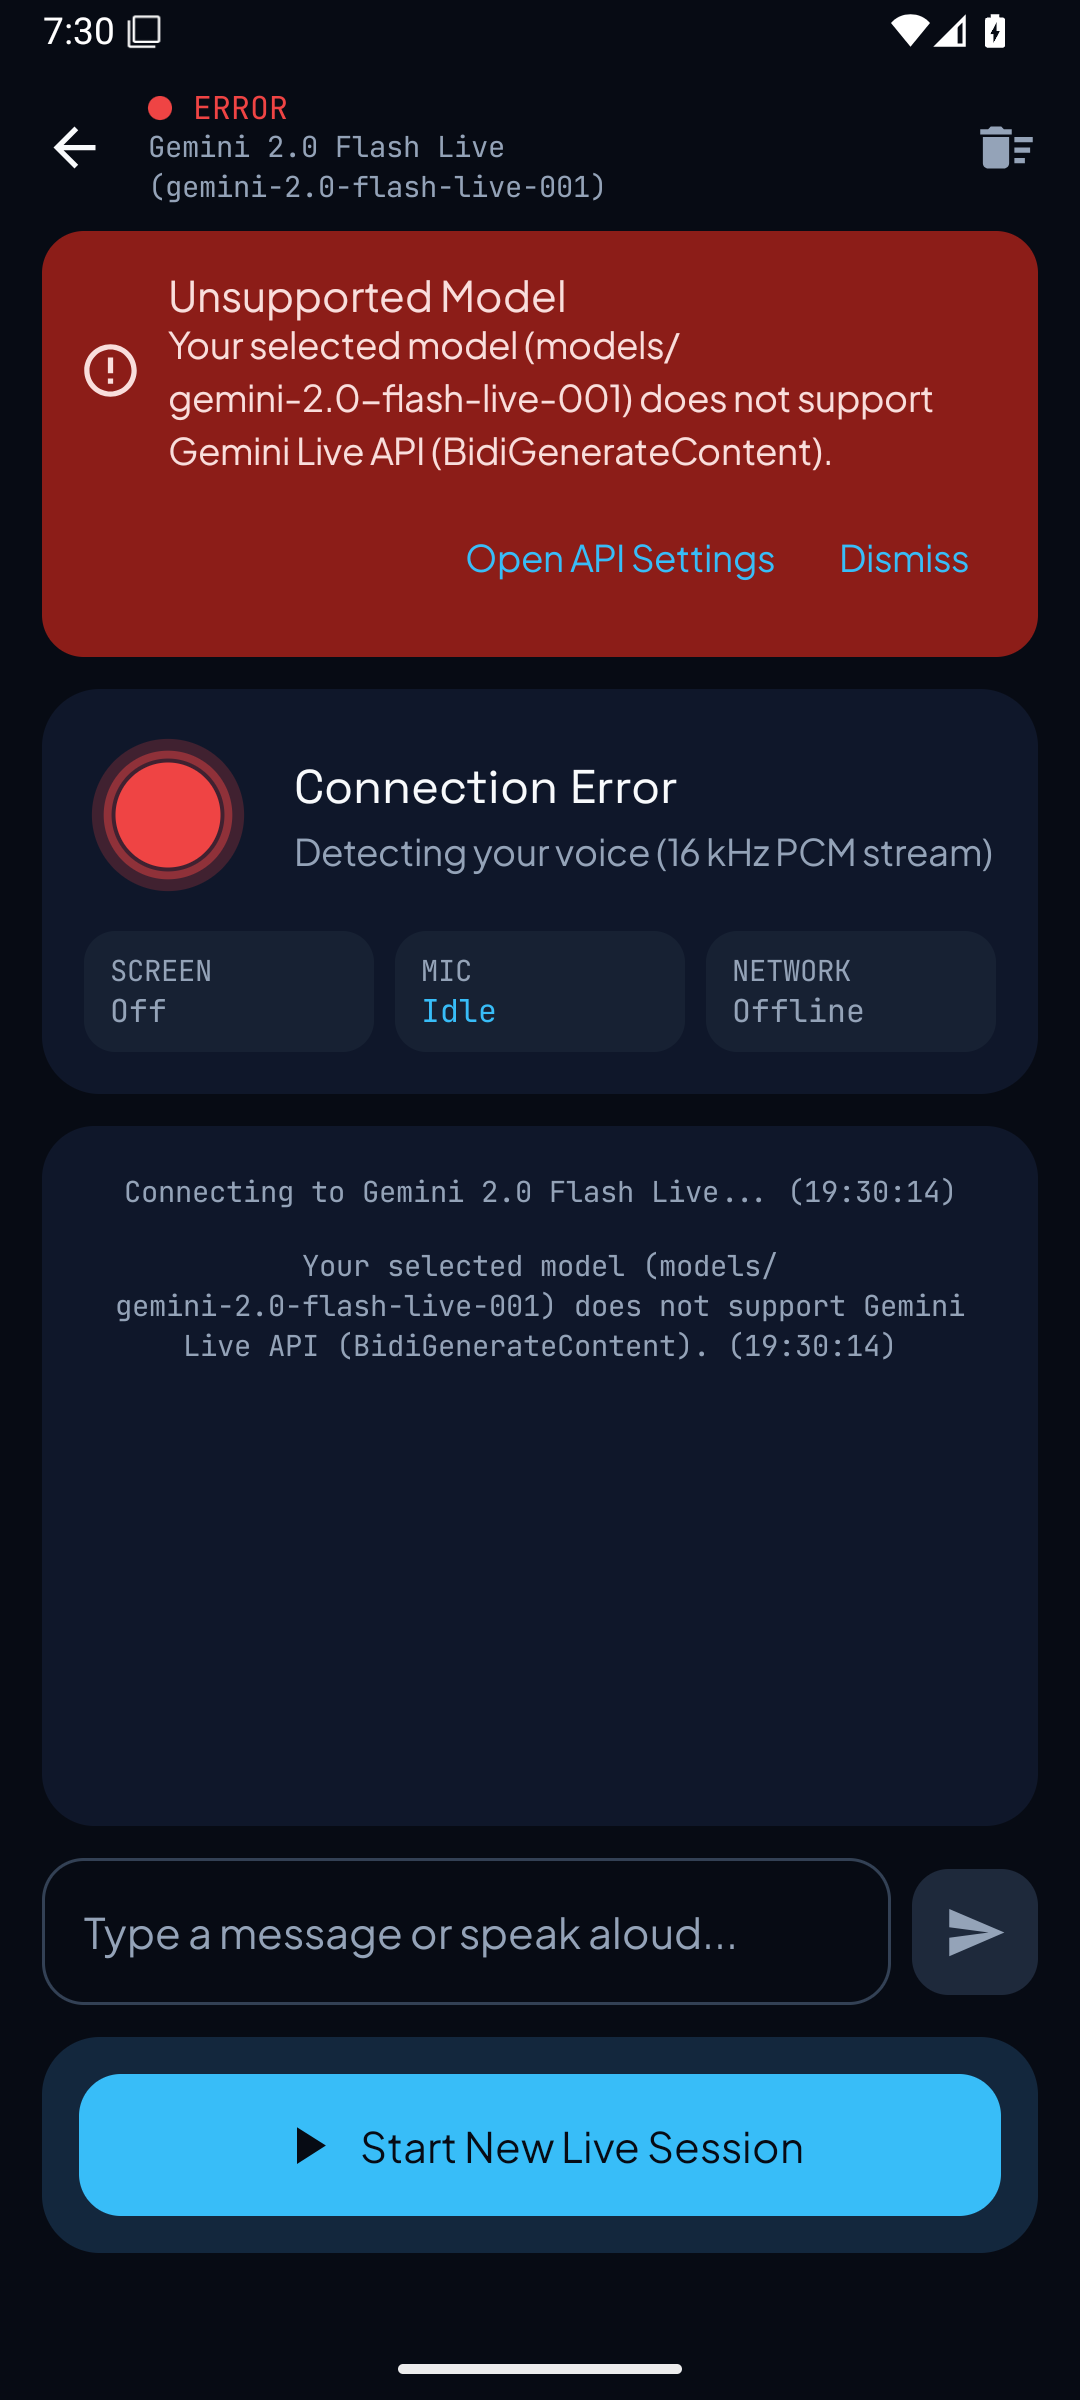 7:30
ERROR
Gemini 2.0 Flash Live
(gemini-2.0-flash-live-001)
Unsupported Model
Your selected model (models/
gemini-2.0-flash-live-001) does not support
Gemini Live API (BidiGenerateContent).
Open API Settings
Dismiss
Connection Error
Detecting your voice (16 kHz PCM stream)
SCREEN
Off
MIC
Idle
NETWORK
Offline
Connecting to Gemini 2.0 Flash Live... (19:30:14)
Your selected model (models/
gemini-2.0-flash-live-001) does not support Gemini
Live API (BidiGenerateContent). (19:30:14)
Type a message or speak aloud...
Start New Live Session